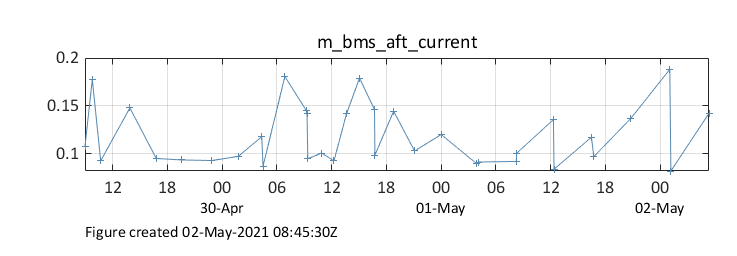 m_bms_aft_current
0.2
0.15
0.1
12 18 00 06 12 18 00 06 12 18 00
30-Apr 01-May 02-May
Figure created 02-May-2021 08:45:30Z